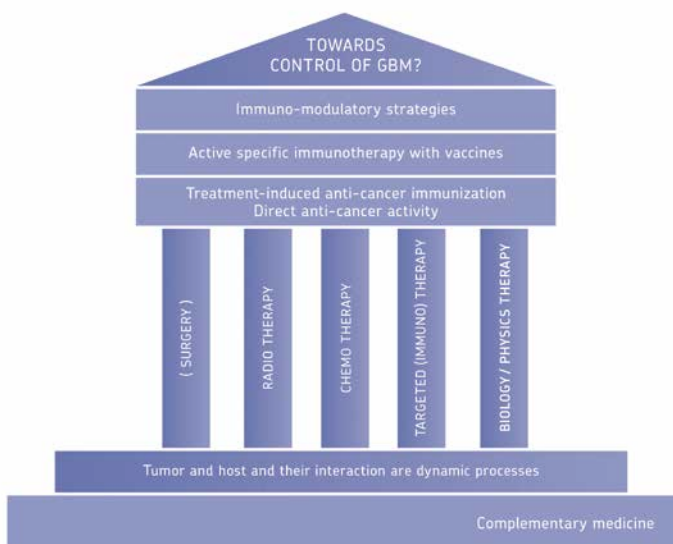 TOWARDS
CONTROL OF GBM?
Immuno-modulatory strategies
Active specific immunotherapy with vaccines
Treatment-induced anti-cancer immunization
Direct anti-cancer activity
( SURGERY )
RADIO THERAPY
CHEMO THERAPY
TARGETED (IMMUNO) THERAPY
BIOLOGY / PHYSICS THERAPY
Tumor and host and their interaction are dynamic processes
Complementary medicine